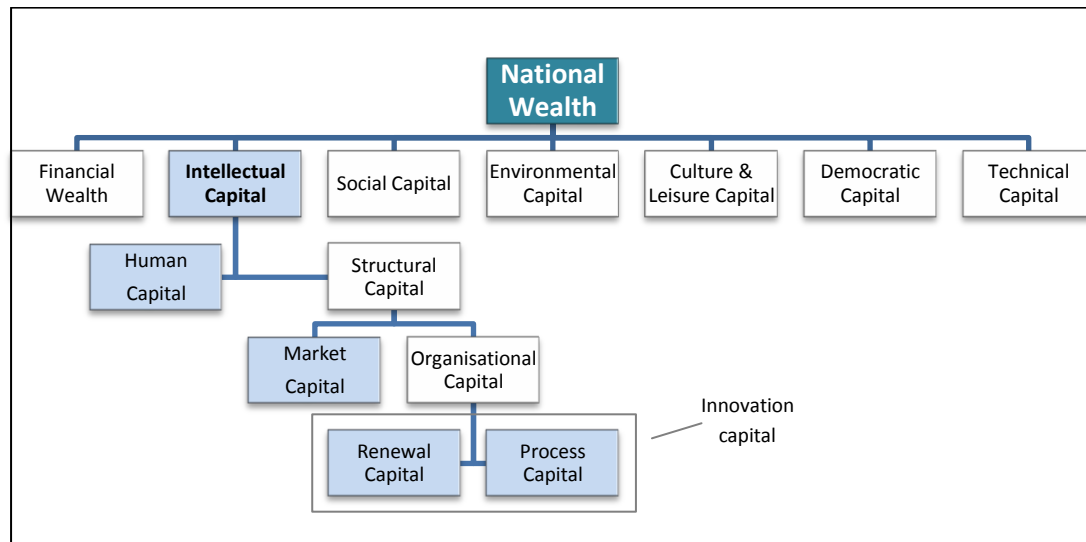 National
Wealth
Financial
Wealth
Intellectual
Capital
Social Capital
Environmental
Capital
Culture &
Leisure Capital
Democratic
Capital
Technical
Capital
Human
Capital
Structural
Capital
Market
Capital
Organisational
Capital
Innovation
capital
Renewal
Capital
Process
Capital